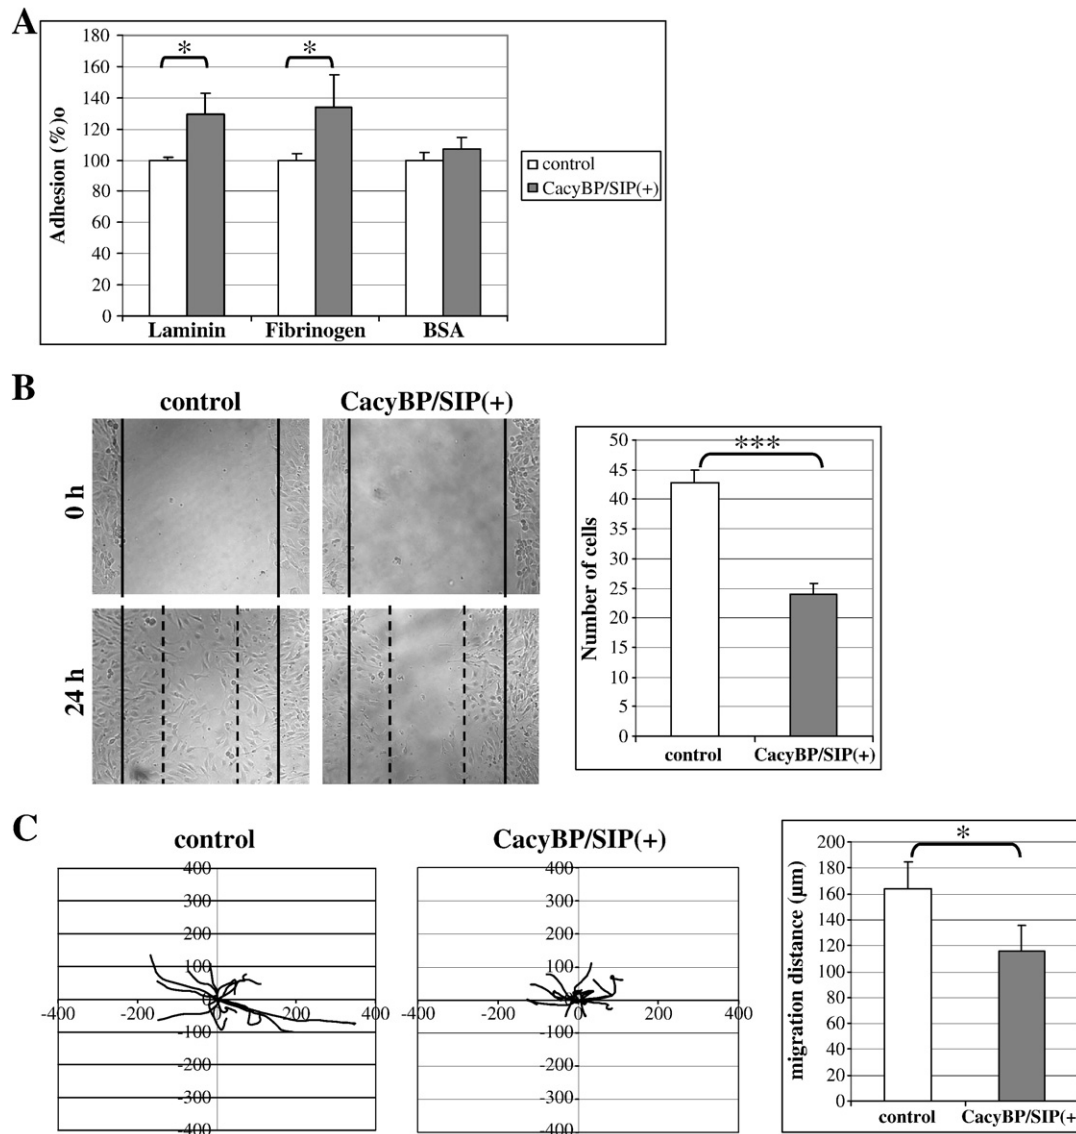 A
180
160
140
120
100
80
60
40
20
0
Adhesion (%)o
* *
Laminin Fibrinogen BSA
control
CacyBP/SIP(+)
B
control CacyBP/SIP(+)
0 h
24 h
50
45
40
35
30
25
20
15
10
5
0
Number of cells
***
control CacyBP/SIP(+)
C
control
400
300
200
100
0
-400 -200 0 200 400
-100
-200
-300
-400
CacyBP/SIP(+)
400
300
200
100
0
-400 -200 0 200 400
-100
-200
-300
-400
200
180
160
140
120
100
80
60
40
20
0
migration distance (µm)
*
control CacyBP/SIP(+